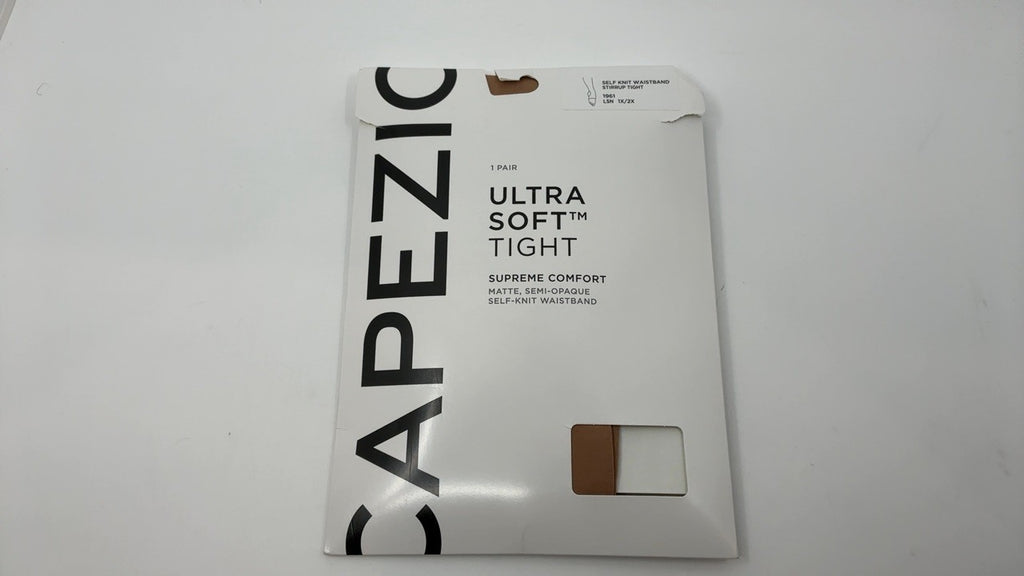 CAPEZIO
SELF KNIT WAISTBAND
STIRRUP TIGHT
1961
LSN 1X/2X
1 PAIR
ULTRA
SOFT™
TIGHT
SUPREME COMFORT
MATTE, SEMI-OPAQUE
SELF-KNIT WAISTBAND